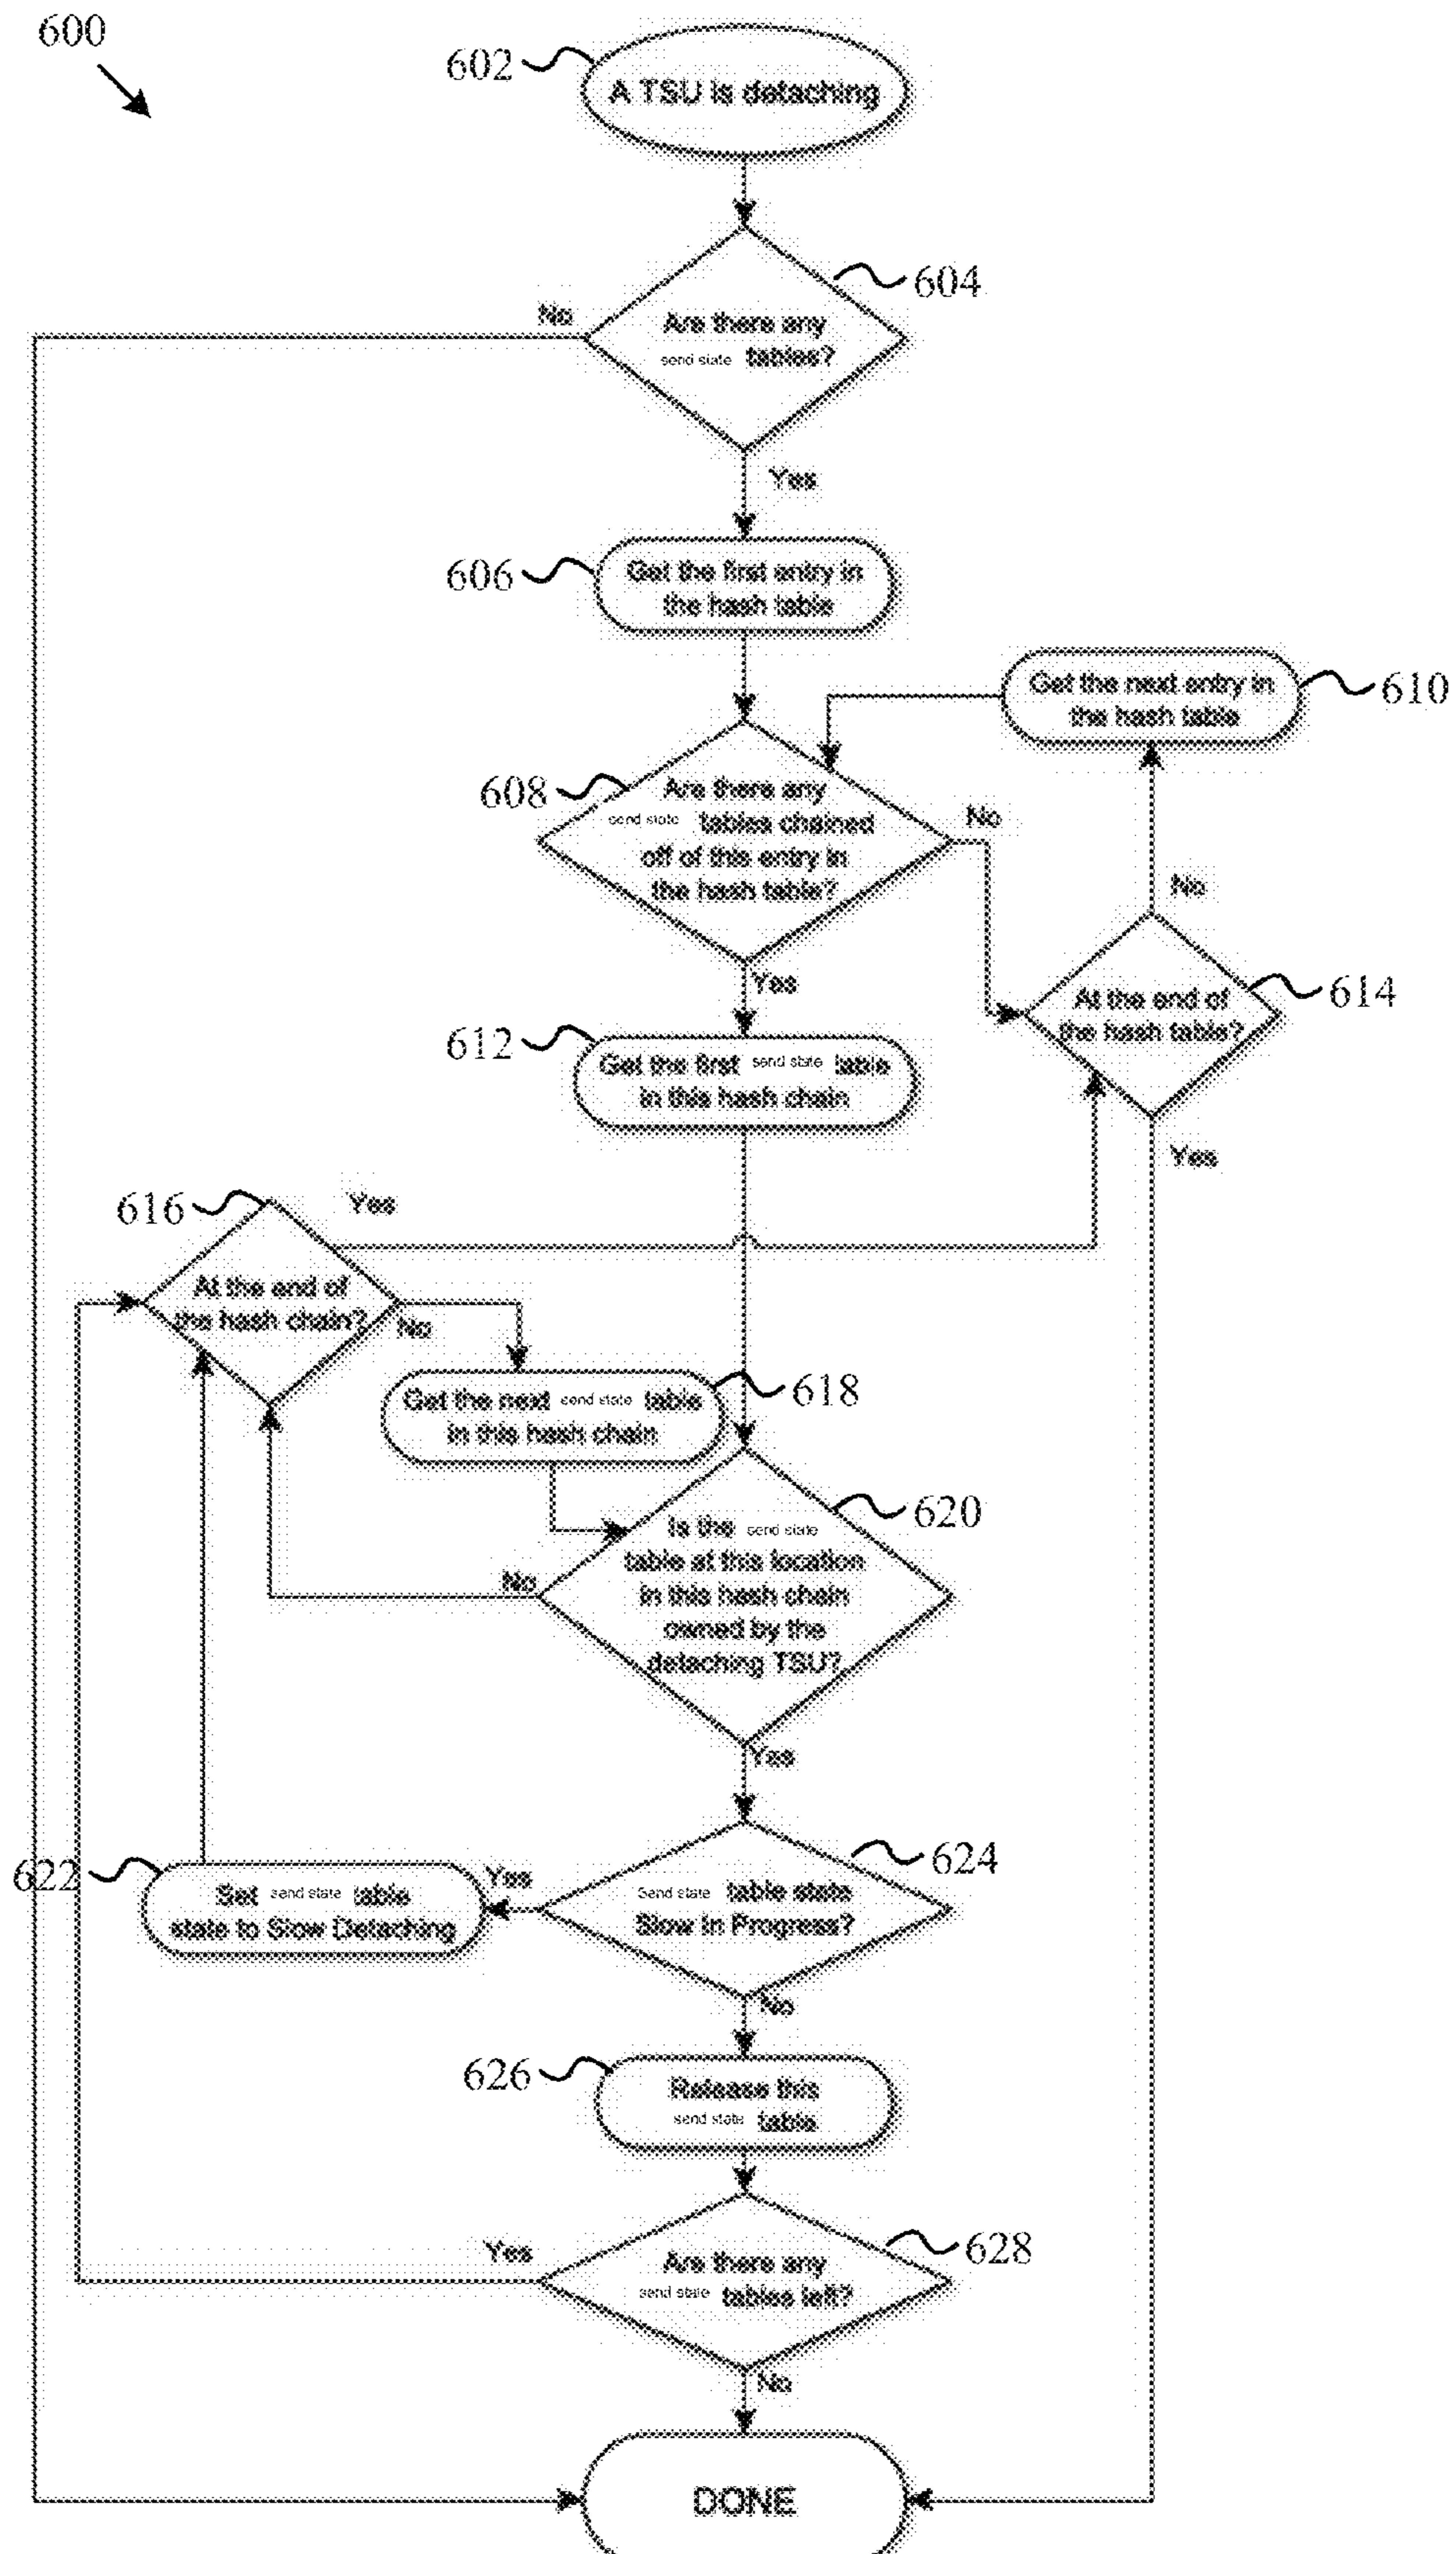 600
602
A TSU is detaching
604
No
Are there any
send state tables?
Yes
606
Get the first entry in
the hash table
Get the next entry in
the hash table
610
608
Are there any
send state tables chained
off of this entry in
the hash table?
No
No
Yes
At the end of
the hash table?
614
612
Get the first send state table
in this hash chain
Yes
616
Yes
At the end of
the hash chain?
No
Get the next send state table
in this hash chain
618
620
Is the send state
table at this location
in this hash chain
owned by the
detaching TSU?
No
Yes
622
Set send state table
state to Slow Detaching
Yes
624
Send state table state
Slow in Progress?
No
626
Release this
send state table
Yes
628
Are there any
send state tables left?
No
DONE